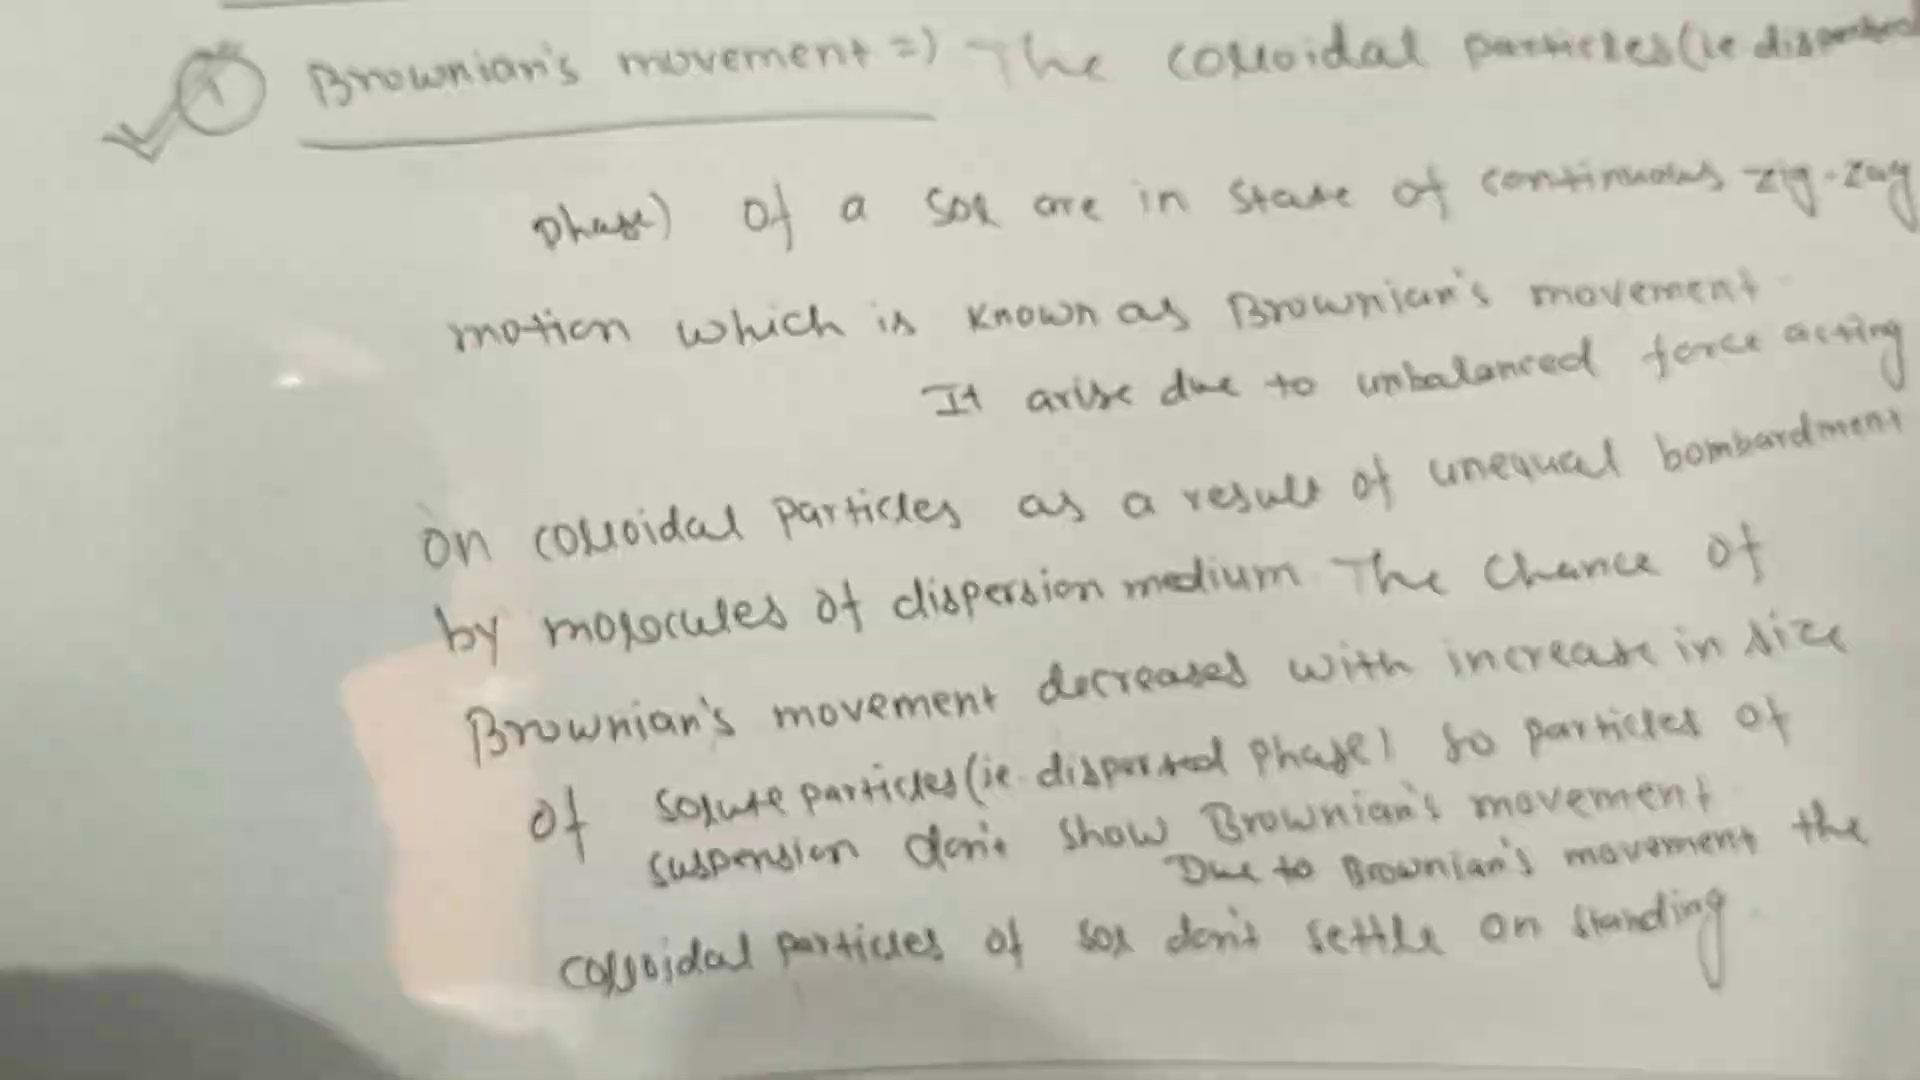 1 Brownian's movement => The colloidal particles (ie dispersed
phase) of a sol are in state of continuous zig-zag
motion which is known as Brownian's movement.
It arise due to unbalanced force acting
on colloidal particles as a result of unequal bombardment
by molecules of dispersion medium. The chance of
Brownian's movement decreases with increase in size
of solute particles (ie. dispersed phase) so particles of
suspension don't show Brownian's movement.
Due to Brownian's movement the
colloidal particles of sol don't settle on standing.